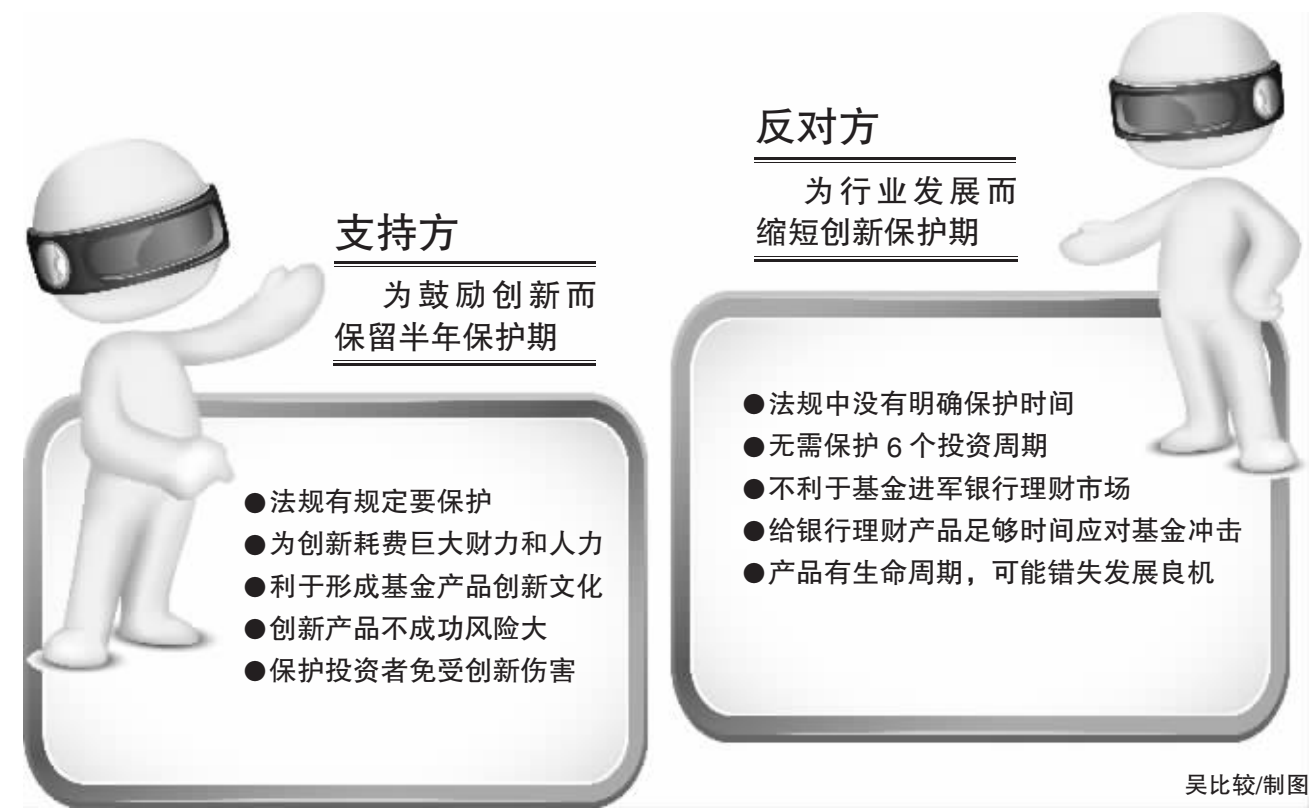 支持方
为鼓励创新而
保留半年保护期
●法规有规定要保护
●为创新耗费巨大财力和人力
●利于形成基金产品创新文化
●创新产品不成功风险大
●保护投资者免受创新伤害
反对方
为行业发展而
缩短创新保护期
●法规中没有明确保护时间
●无需保护6个投资周期
●不利于基金进军银行理财市场
●给银行理财产品足够时间应对基金冲击
●产品有生命周期，可能错失发展良机
吴比较/制图